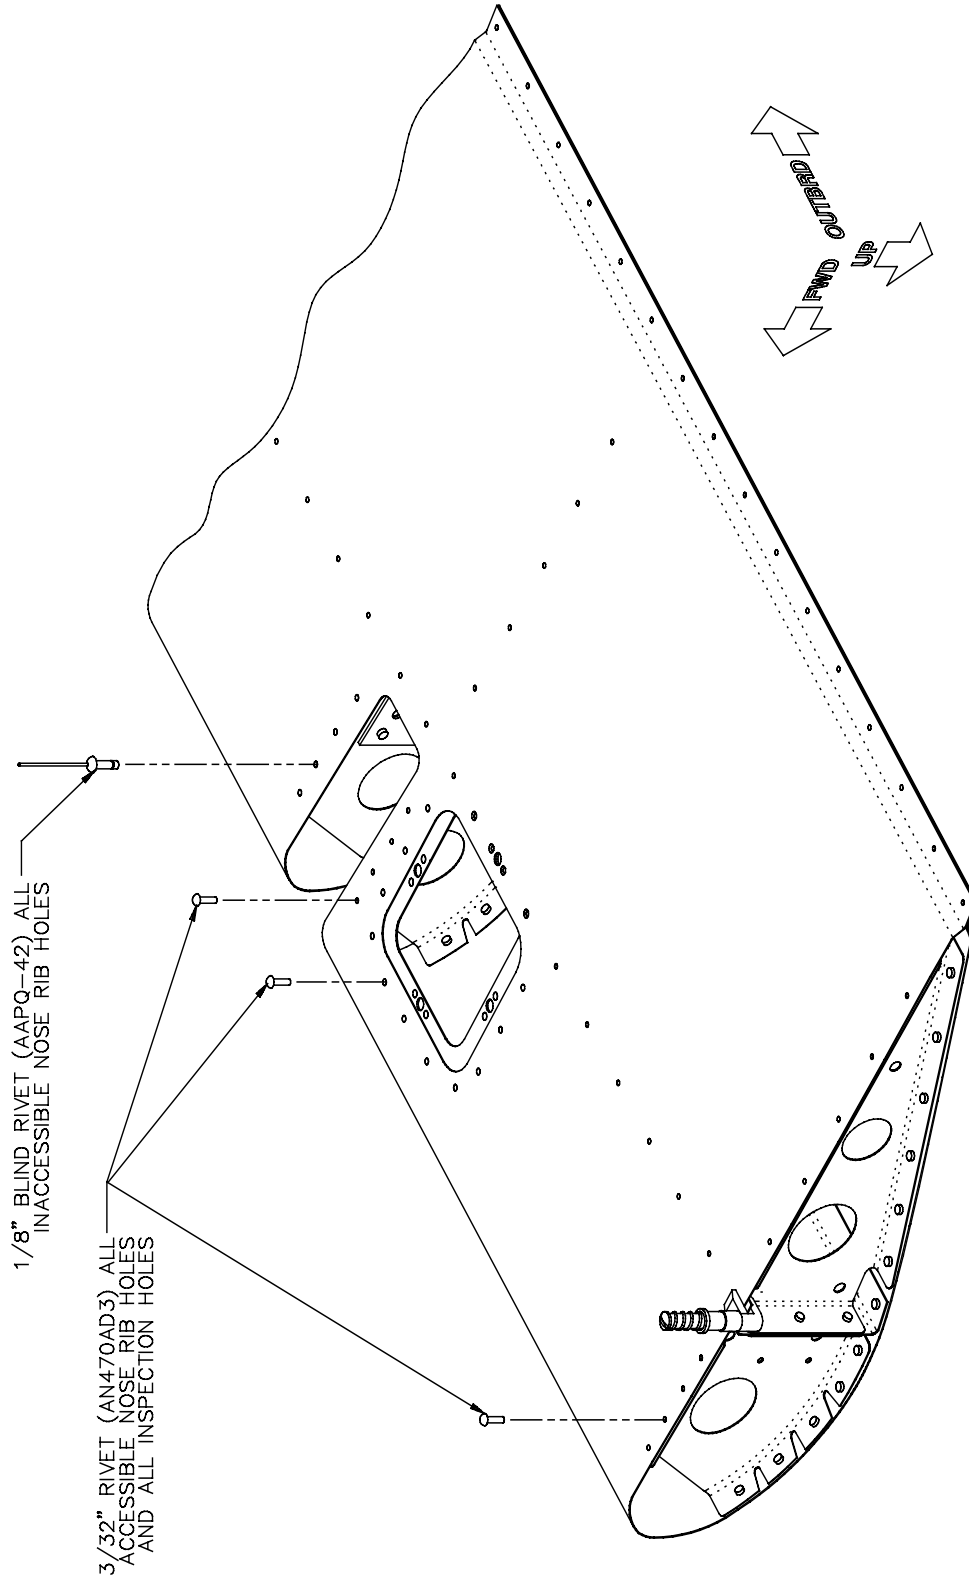 1/8" BLIND RIVET (AAPQ-42) ALL
INACCESSIBLE NOSE RIB HOLES
3/32" RIVET (AN470AD3) ALL
ACCESSIBLE NOSE RIB HOLES
AND ALL INSPECTION HOLES
FWD
OUTBRD
UP